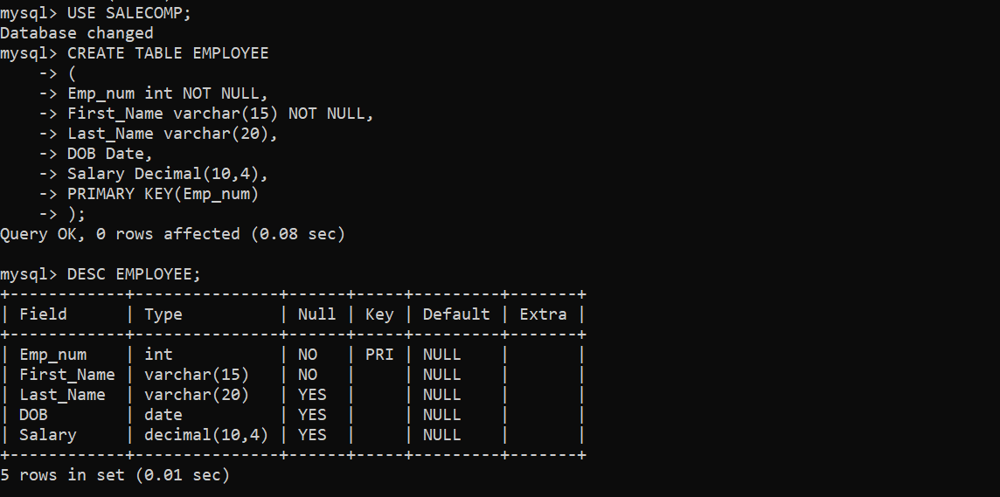 mysql> USE SALECOMP;
Database changed
mysql> CREATE TABLE EMPLOYEE
    -> (
    -> Emp_num int NOT NULL,
    -> First_Name varchar(15) NOT NULL,
    -> Last_Name varchar(20),
    -> DOB Date,
    -> Salary Decimal(10,4),
    -> PRIMARY KEY(Emp_num)
    -> );
Query OK, 0 rows affected (0.08 sec)

mysql> DESC EMPLOYEE;
+------------+---------------+------+-----+---------+-------+
| Field      | Type          | Null | Key | Default | Extra |
+------------+---------------+------+-----+---------+-------+
| Emp_num    | int           | NO   | PRI | NULL    |       |
| First_Name | varchar(15)   | NO   |     | NULL    |       |
| Last_Name  | varchar(20)   | YES  |     | NULL    |       |
| DOB        | date          | YES  |     | NULL    |       |
| Salary     | decimal(10,4) | YES  |     | NULL    |       |
+------------+---------------+------+-----+---------+-------+
5 rows in set (0.01 sec)